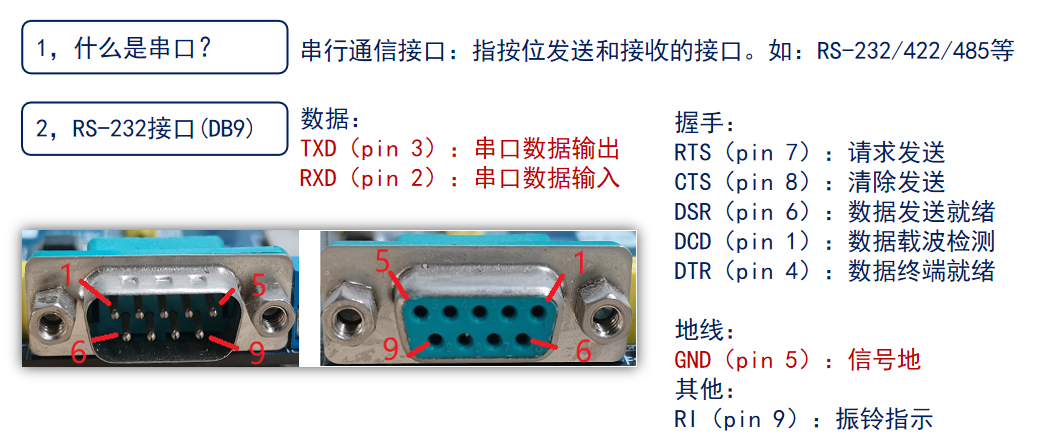 1，什么是串口？
串行通信接口：指按位发送和接收的接口。如：RS-232/422/485等
2，RS-232接口(DB9)
数据：
TXD（pin 3）：串口数据输出
RXD（pin 2）：串口数据输入
握手：
RTS（pin 7）：请求发送
CTS（pin 8）：清除发送
DSR（pin 6）：数据发送就绪
DCD（pin 1）：数据载波检测
DTR（pin 4）：数据终端就绪
地线：
GND（pin 5）：信号地
其他：
RI（pin 9）：振铃指示
1 5
6 9
5 1
9 6